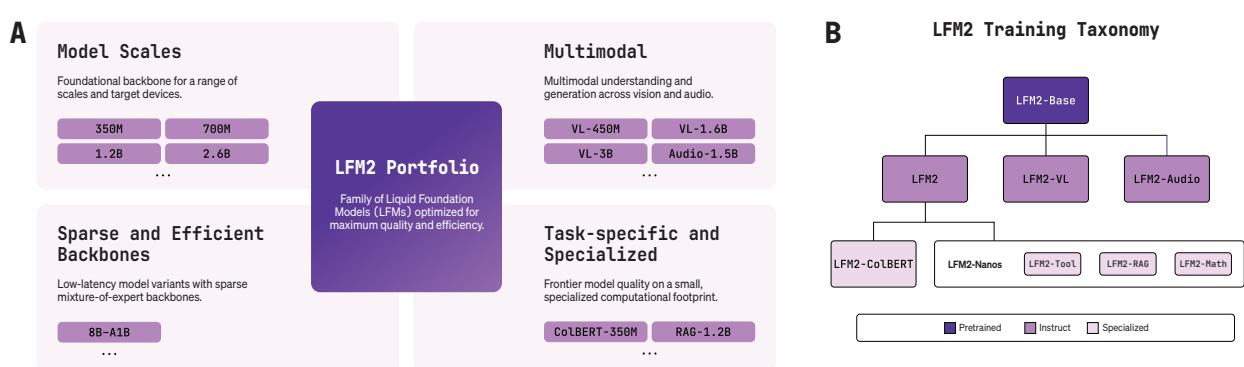 A
Model Scales
Foundational backbone for a range of
scales and target devices.
350M
700M
1.2B
2.6B
...
Multimodal
Multimodal understanding and
generation across vision and audio.
VL-450M
VL-1.6B
VL-3B
Audio-1.5B
...
LFM2 Portfolio
Family of Liquid Foundation
Models (LFMs) optimized for
maximum quality and efficiency.
Sparse and Efficient
Backbones
Low-latency model variants with sparse
mixture-of-expert backbones.
8B-A1B
...
Task-specific and
Specialized
Frontier model quality on a small,
specialized computational footprint.
ColBERT-350M
RAG-1.2B
...
B
LFM2 Training Taxonomy
LFM2-Base
LFM2
LFM2-VL
LFM2-Audio
LFM2-ColBERT
LFM2-Nanos
LFM2-Tool
LFM2-RAG
LFM2-Math
Pretrained
Instruct
Specialized